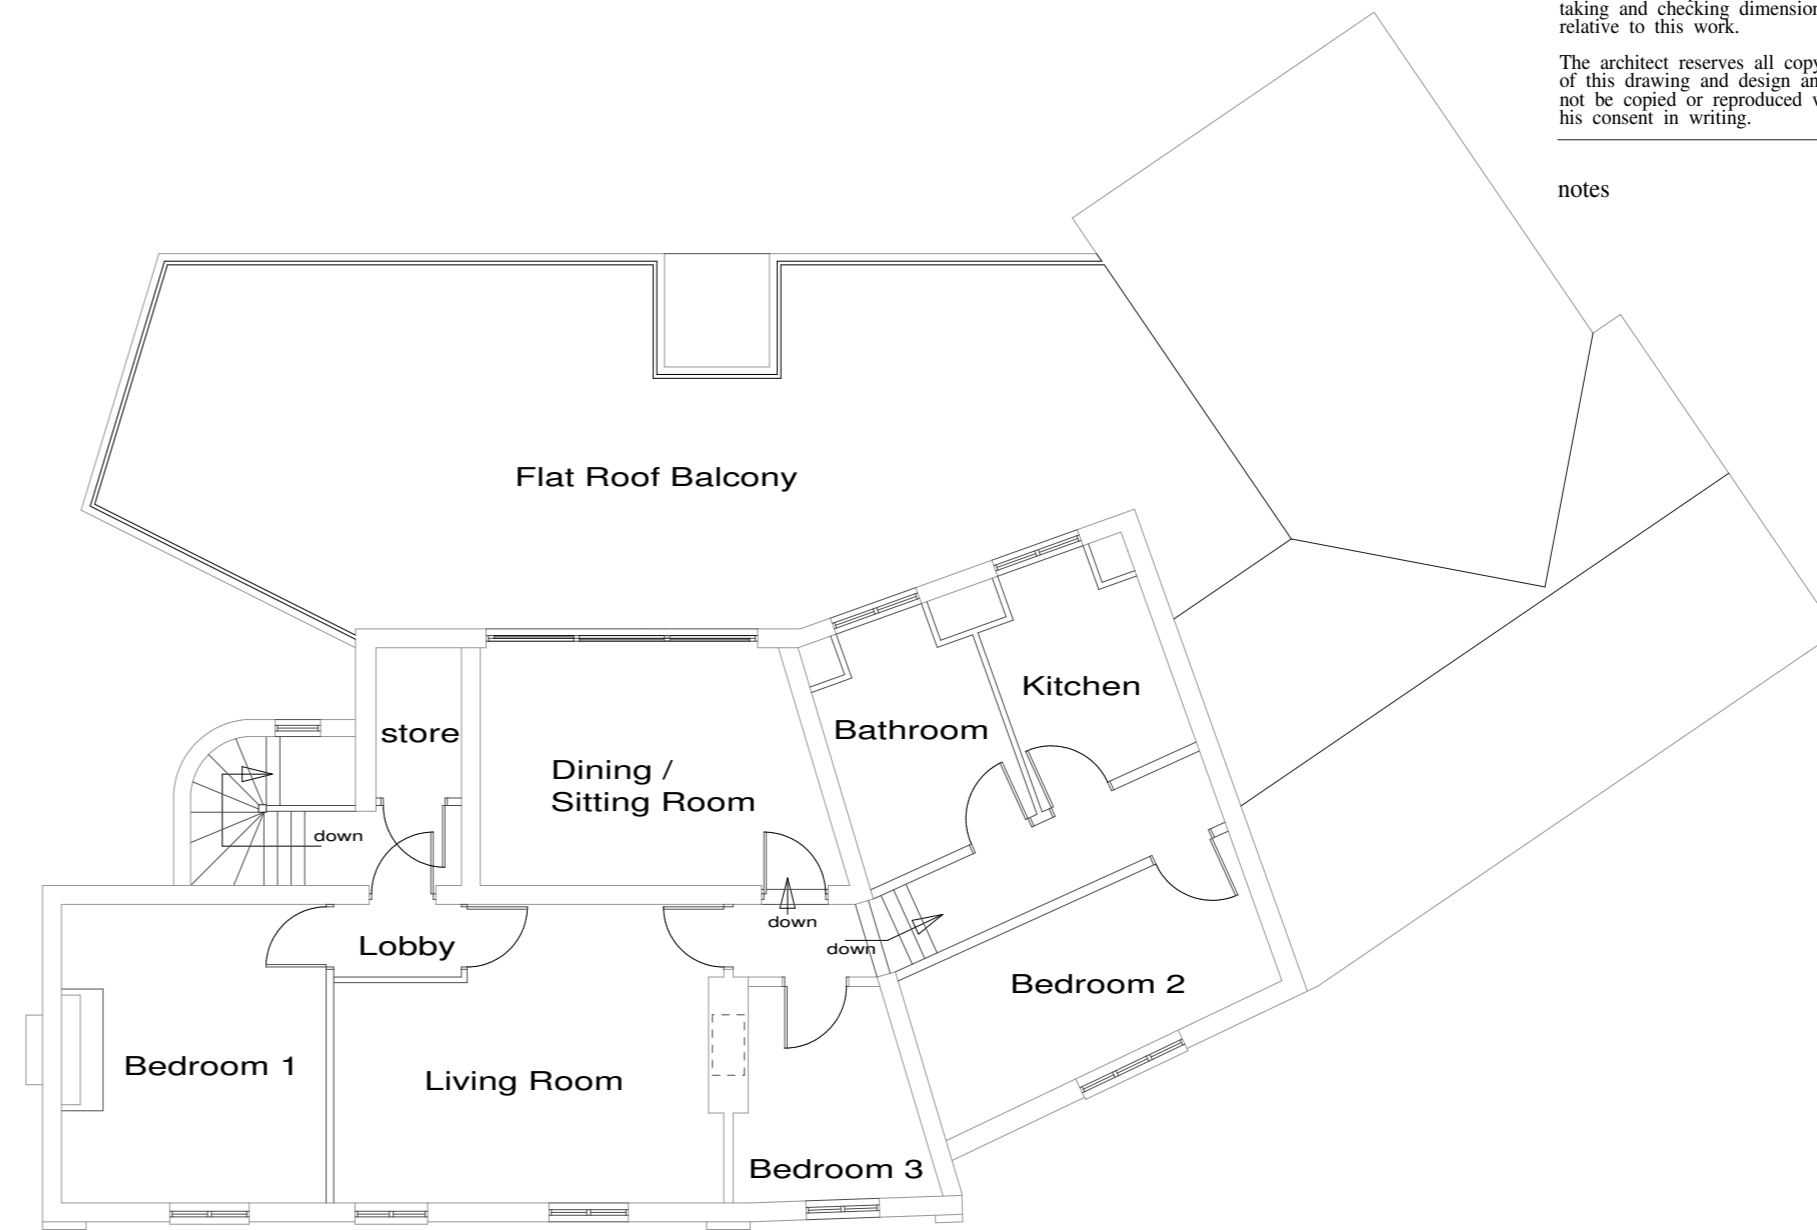 taking and checking dimension
relative to this work.
The architect reserves all copy
of this drawing and design an
not be copied or reproduced
his consent in writing.
notes
Flat Roof Balcony
Kitchen
Bathroom
store
Dining /
Sitting Room
down
down
down
Lobby
Bedroom 2
Bedroom 1
Living Room
Bedroom 3